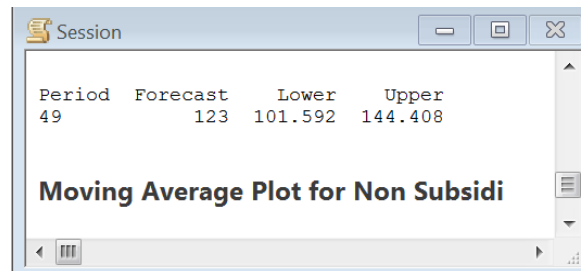 Session
Period Forecast Lower Upper
49 123 101.592 144.408
Moving Average Plot for Non Subsidi